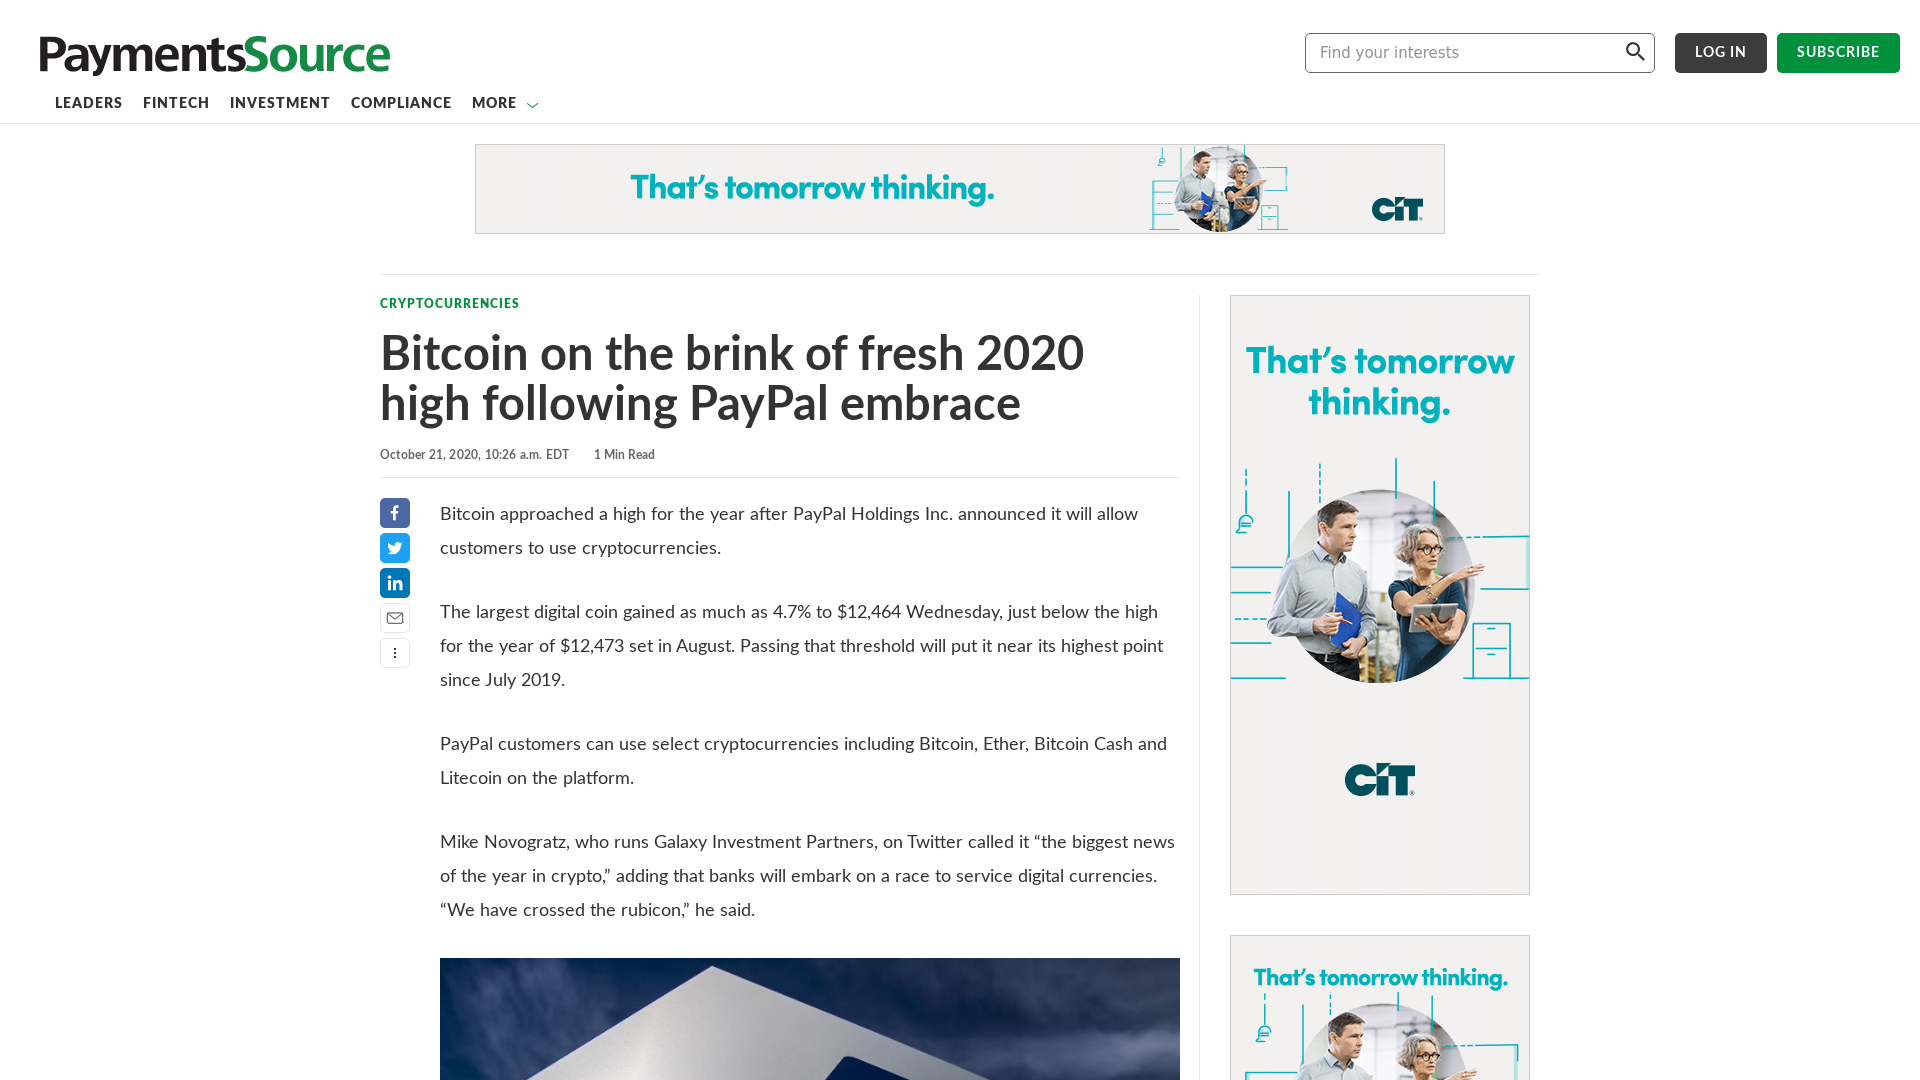 PaymentsSource
Find your interests
LOG IN
SUBSCRIBE
LEADERS
FINTECH
INVESTMENT
COMPLIANCE
MORE
That's tomorrow thinking.
CIT
CRYPTOCURRENCIES
Bitcoin on the brink of fresh 2020
high following PayPal embrace
October 21, 2020, 10:26 a.m. EDT
1 Min Read
Bitcoin approached a high for the year after PayPal Holdings Inc. announced it will allow
customers to use cryptocurrencies.
The largest digital coin gained as much as 4.7% to $12,464 Wednesday, just below the high
for the year of $12,473 set in August. Passing that threshold will put it near its highest point
since July 2019.
PayPal customers can use select cryptocurrencies including Bitcoin, Ether, Bitcoin Cash and
Litecoin on the platform.
Mike Novogratz, who runs Galaxy Investment Partners, on Twitter called it “the biggest news
of the year in crypto,” adding that banks will embark on a race to service digital currencies.
“We have crossed the rubicon,” he said.
That's tomorrow
thinking.
CIT
That's tomorrow thinking.